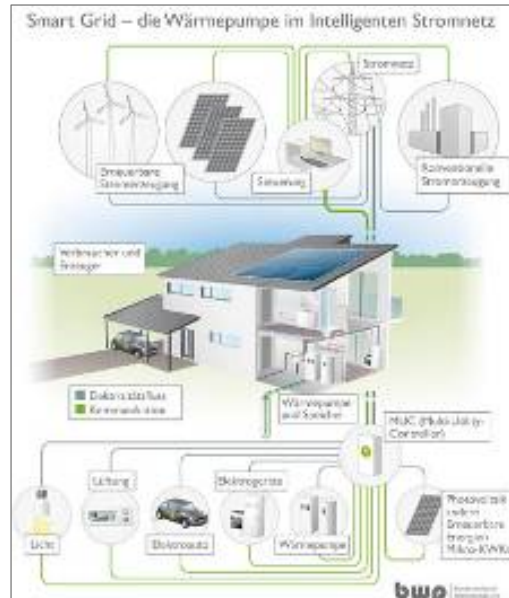 Smart Grid – die Wärmepumpe im Intelligenten Stromnetz
Stromnetz
Erneuerbare
Stromerzeugung
Steuerung
Konventionelle
Stromerzeugung
Verbraucher und
Erzeuger
Elektrizitätsfluss
Kommunikation
Wärmepumpe
und Speicher
MUC (Multi-Utility-
Controller)
Lüftung
Elektrogeräte
Licht
Elektroauto
Wärmepumpe
Photovoltaik
Erneuerbare
Energien
Mikro-KWK
bwp